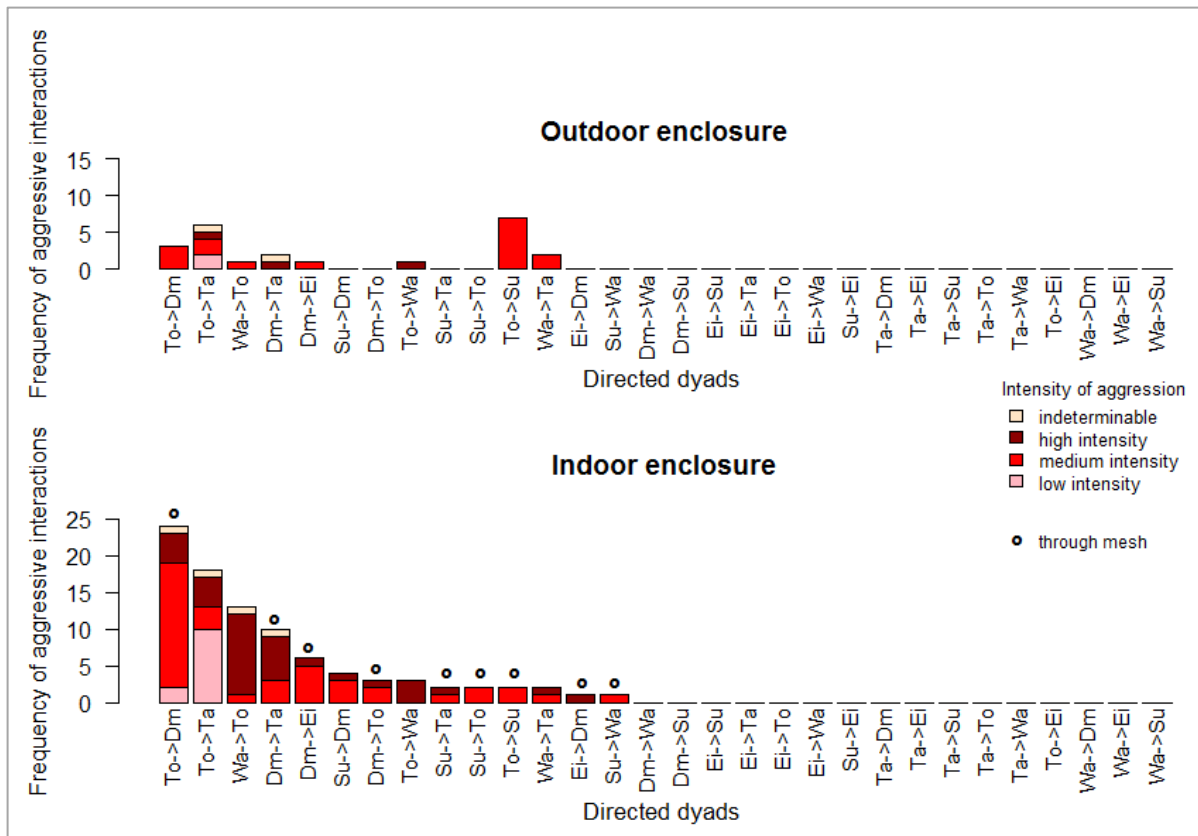 Outdoor enclosure
Frequency of aggressive interactions
15
10
5
0
To->Dm
To->Ta
Wa->To
Dm->Ta
Dm->Ei
Su->Dm
Dm->To
To->Wa
Su->Ta
Su->To
To->Su
Wa->Ta
Ei->Dm
Su->Wa
Dm->Wa
Dm->Su
Ei->Su
Ei->Ta
Ei->To
Ei->Wa
Su->Ei
Ta->Dm
Ta->Ei
Ta->Su
Ta->To
Ta->Wa
To->Ei
Wa->Dm
Wa->Ei
Wa->Su
Directed dyads
Intensity of aggression
indeterminable
high intensity
medium intensity
low intensity
through mesh
Indoor enclosure
Frequency of aggressive interactions
25
20
15
10
5
0
To->Dm
To->Ta
Wa->To
Dm->Ta
Dm->Ei
Su->Dm
Dm->To
To->Wa
Su->Ta
Su->To
To->Su
Wa->Ta
Ei->Dm
Su->Wa
Dm->Wa
Dm->Su
Ei->Su
Ei->Ta
Ei->To
Ei->Wa
Su->Ei
Ta->Dm
Ta->Ei
Ta->Su
Ta->To
Ta->Wa
To->Ei
Wa->Dm
Wa->Ei
Wa->Su
Directed dyads